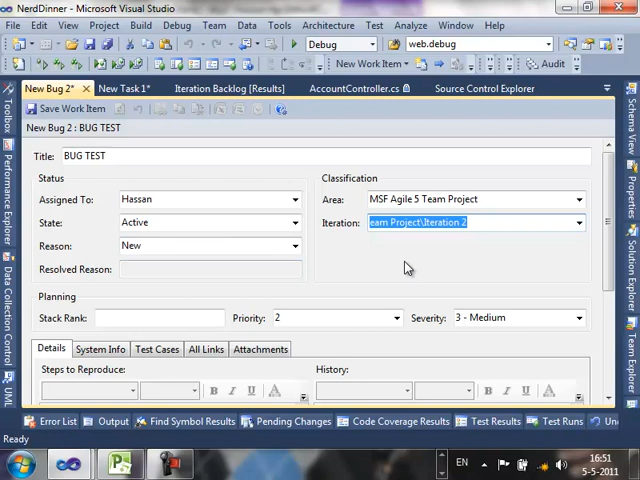 NerdDinner - Microsoft Visual Studio
File Edit View Project Build Debug Team Data Tools Architecture Test Analyze Window Help
Debug web.debug
New Work Item Audit
New Bug 2* New Task 1* Iteration Backlog [Results] AccountController.cs Source Control Explorer
Save Work Item
New Bug 2 : BUG TEST
Title: BUG TEST
Status Classification
Assigned To: Hassan Area: MSF Agile 5 Team Project
State: Active Iteration: eam Project\Iteration 2
Reason: New
Resolved Reason:
Planning
Stack Rank: Priority: 2 Severity: 3 - Medium
Details System Info Test Cases All Links Attachments
Steps to Reproduce: History:
B I U A B I U A
Toolbox
Performance Explorer
Data Collection Control
UML
Schema View
Properties
Solution Explorer
Team Explorer
Error List Output Find Symbol Results Pending Changes Code Coverage Results Test Results Test Runs Un
Ready
EN 16:51
5-5-2011